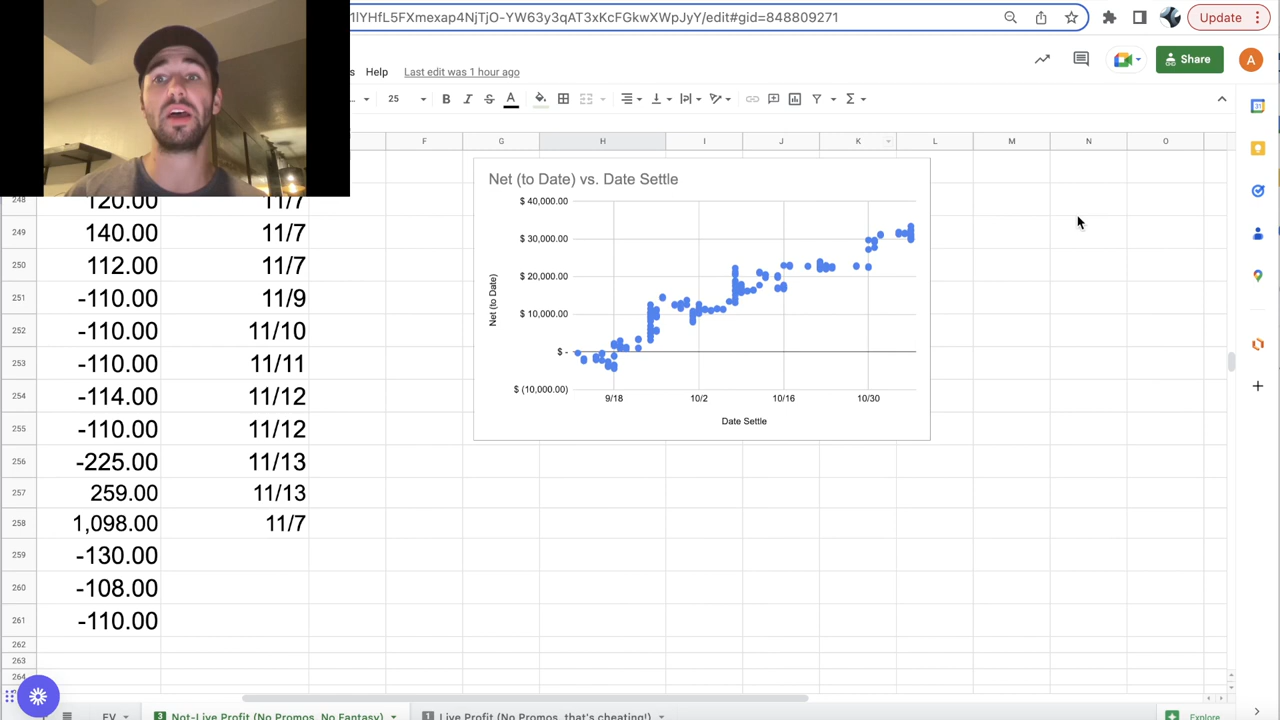 1lYHfL5FXmexap4NjTjO-YW63y3qAT3xKcFGkwXWpJyY/edit#gid=848809271
Update
Help Last edit was 1 hour ago
Share
A
25
F G H I J K L M N O
Net (to Date) vs. Date Settle
$ 40,000.00
$ 30,000.00
$ 20,000.00
$ 10,000.00
$ -
$ (10,000.00)
Net (to Date)
9/18 10/2 10/16 10/30
Date Settle
248 120.00 11/7
249 140.00 11/7
250 112.00 11/7
251 -110.00 11/9
252 -110.00 11/10
253 -110.00 11/11
254 -114.00 11/12
255 -110.00 11/12
256 -225.00 11/13
257 259.00 11/13
258 1,098.00 11/7
259 -130.00
260 -108.00
261 -110.00
262
263
264
EV 3 Not-Live Profit (No Promos, No Fantasy) 1 Live Profit (No Promos, that's cheating!) Explore